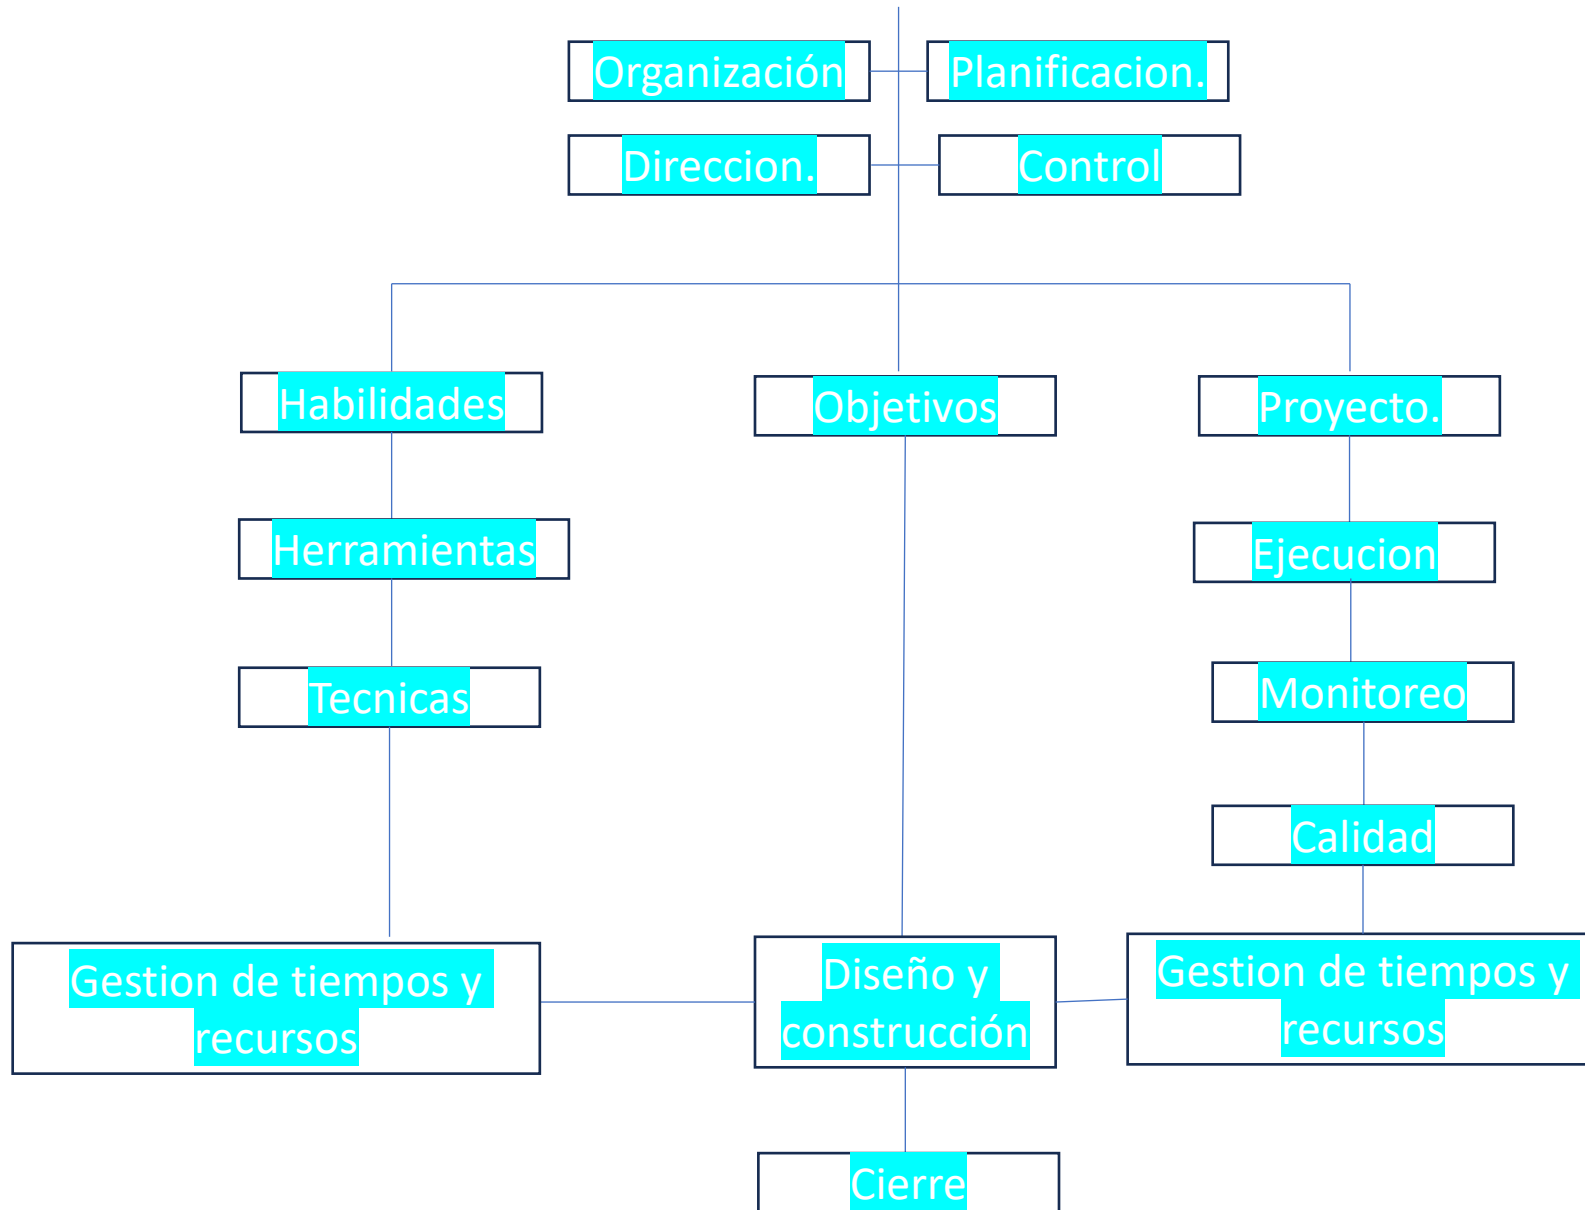 Organización
Planificacion.
Direccion.
Control
Habilidades
Objetivos
Proyecto.
Herramientas
Ejecucion
Tecnicas
Monitoreo
Calidad
Gestion de tiempos y
recursos
Diseño y
construcción
Gestion de tiempos y
recursos
Cierre